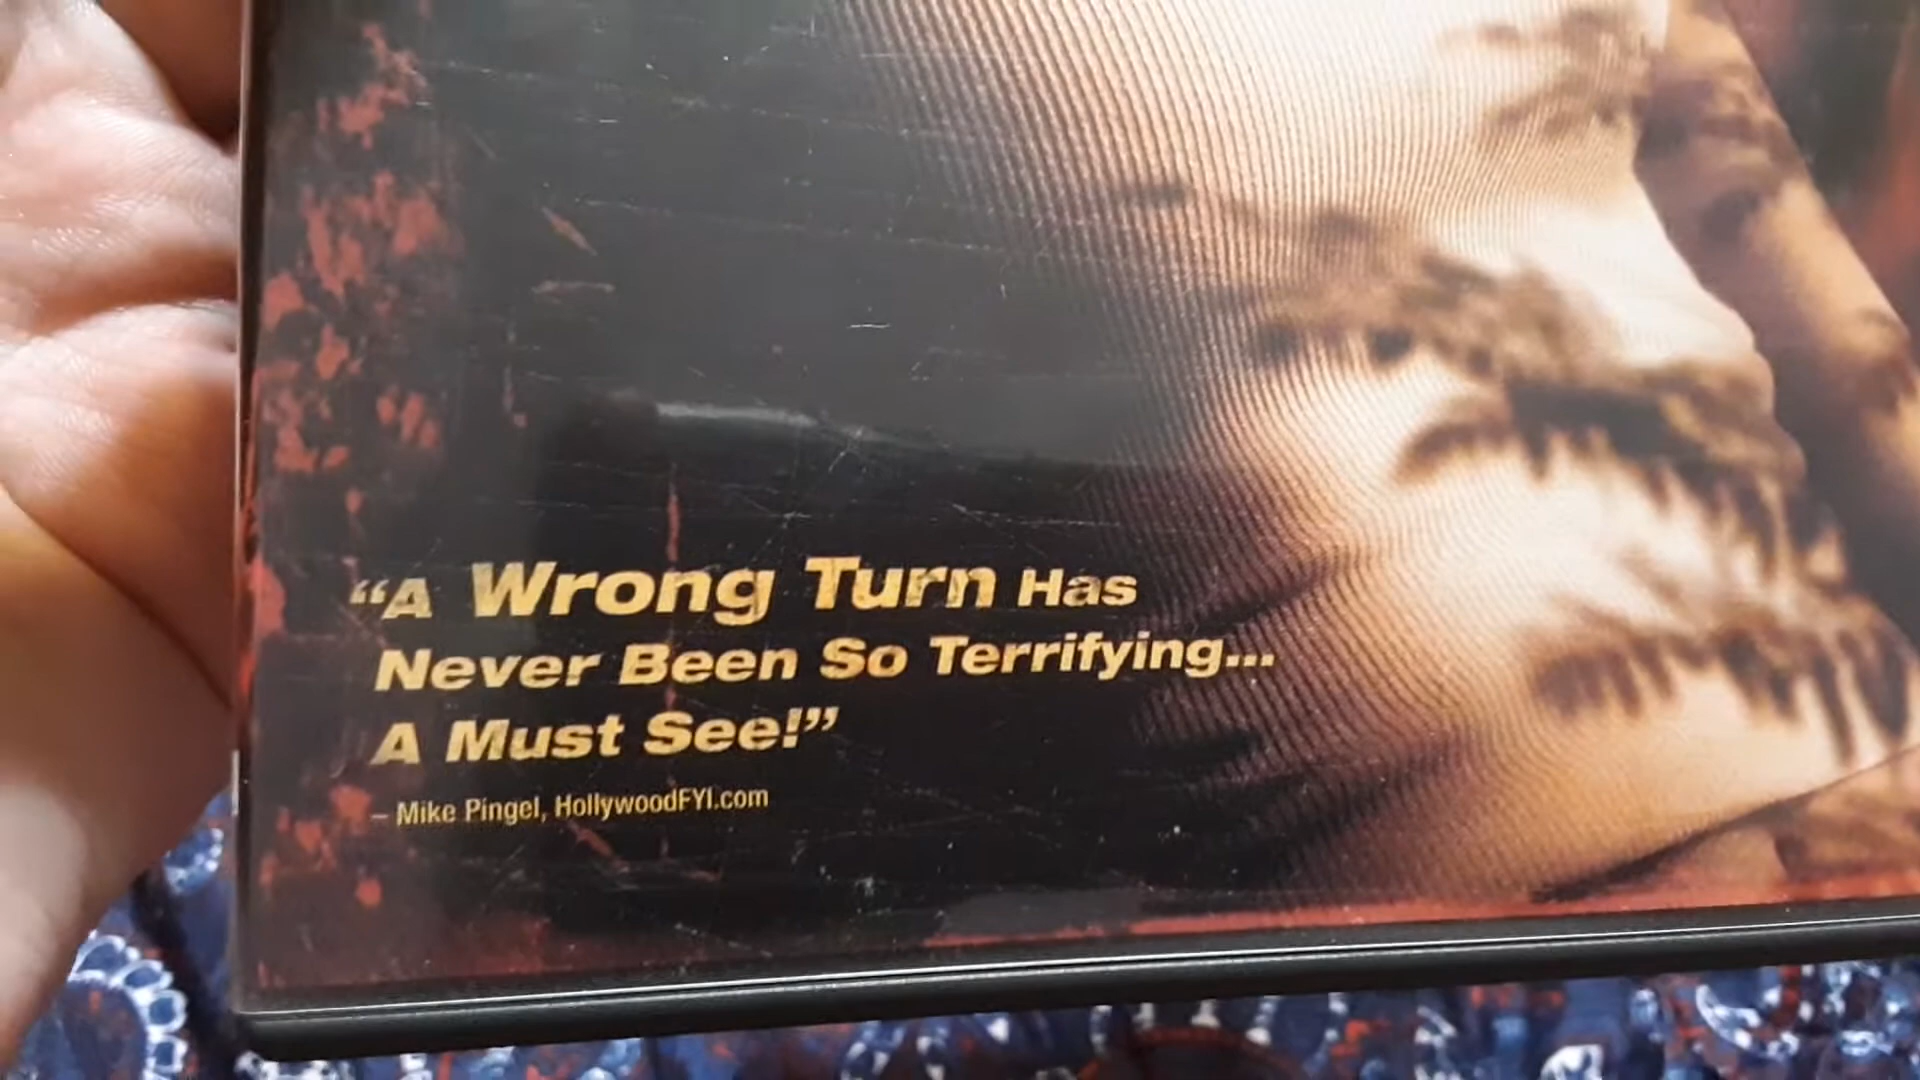 “A Wrong Turn Has
Never Been So Terrifying...
A Must See!”
– Mike Pingel, HollywoodFYI.com